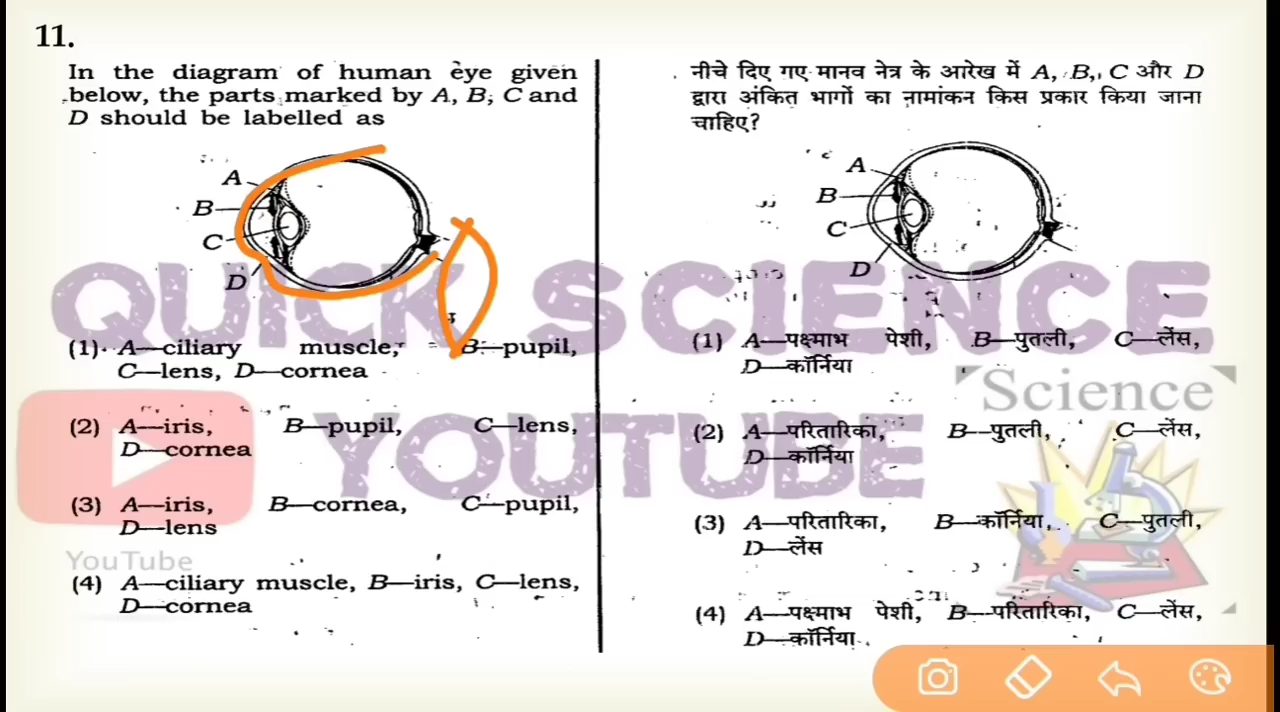 11.
In the diagram of human eye given
below, the parts marked by A, B, C and
D should be labelled as
A
B
C
D
(1) A—ciliary muscle, B—pupil,
C—lens, D—cornea
(2) A—iris, B—pupil, C—lens,
D—cornea
(3) A—iris, B—cornea, C—pupil,
D—lens
(4) A—ciliary muscle, B—iris, C—lens,
D—cornea
नीचे दिए गए मानव नेत्र के आरेख में A, B, C और D
द्वारा अंकित भागों का नामांकन किस प्रकार किया जाना
चाहिए?
A
B
C
D
(1) A—पक्ष्माभ पेशी, B—पुतली, C—लेंस,
D—कॉर्निया
(2) A—परितारिका, B—पुतली, C—लेंस,
D—कॉर्निया
(3) A—परितारिका, B—कॉर्निया, C—पुतली,
D—लेंस
(4) A—पक्ष्माभ पेशी, B—परितारिका, C—लेंस,
D—कॉर्निया
QUICK SCIENCE
YOUTUBE
Science
YouTube